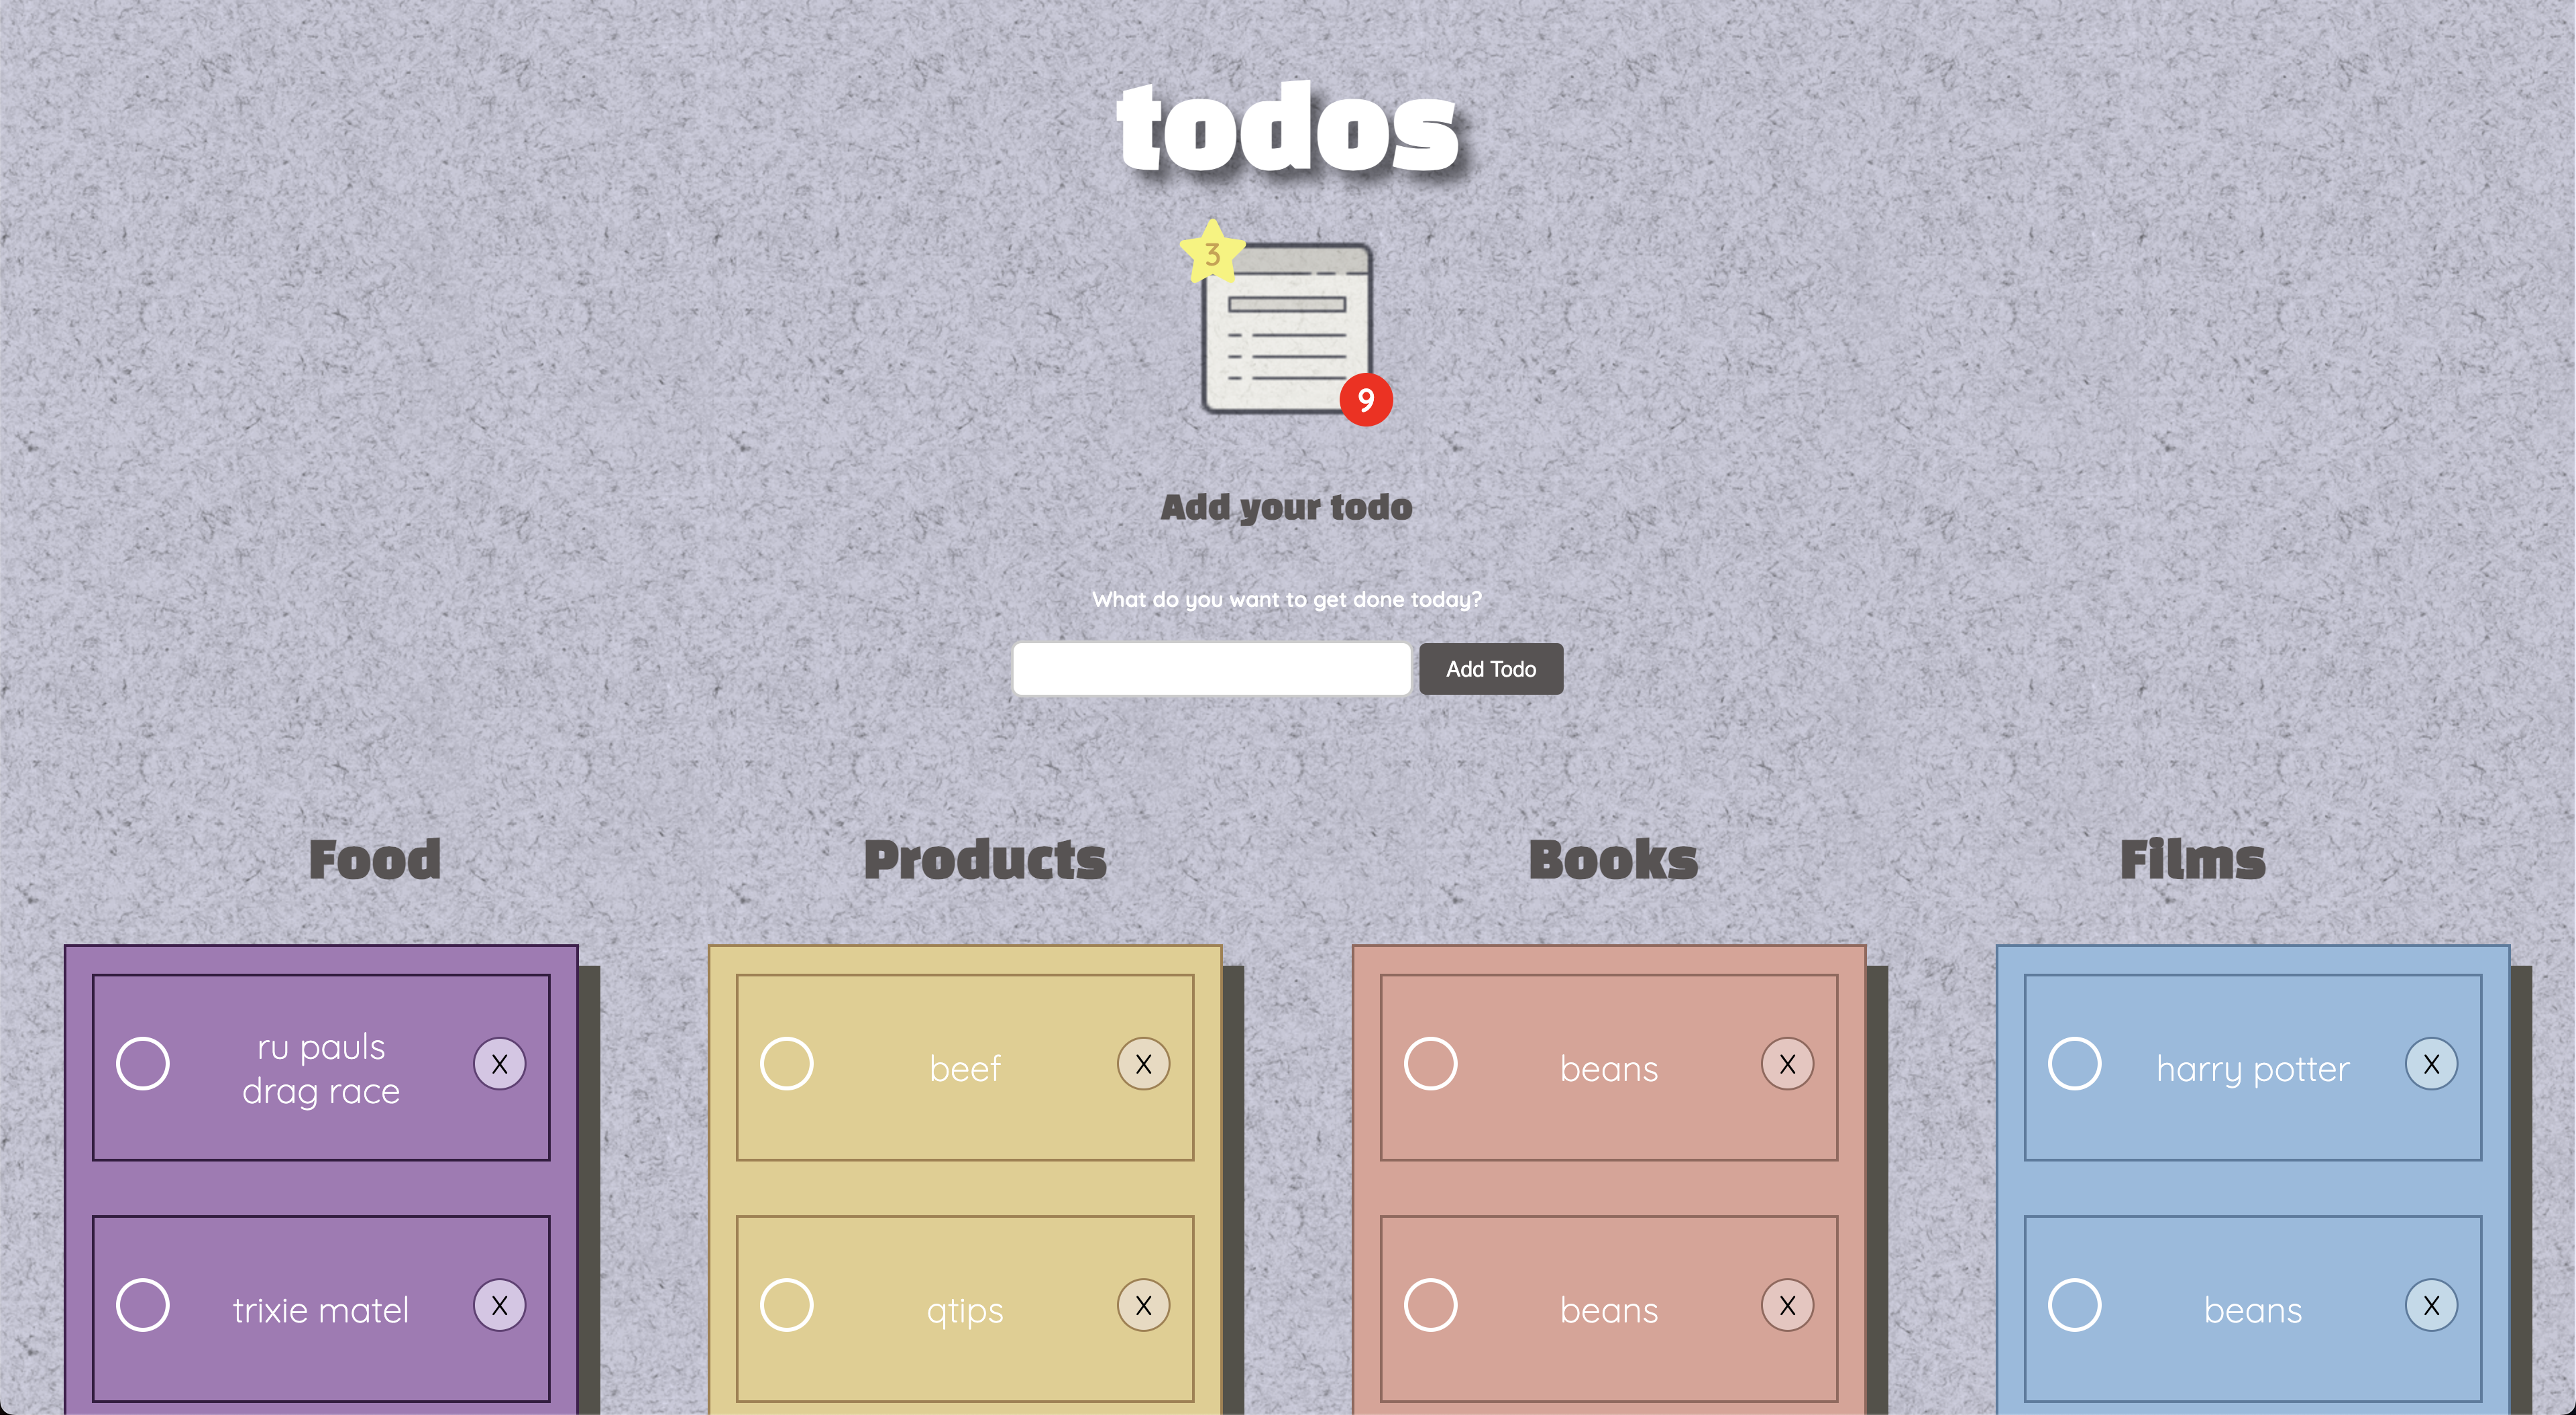 todos
3
9
Add your todo
What do you want to get done today?
Add Todo
Food
Products
Books
Films
ru pauls
drag race
X
beef
X
beans
X
harry potter
X
trixie matel
X
qtips
X
beans
X
beans
X